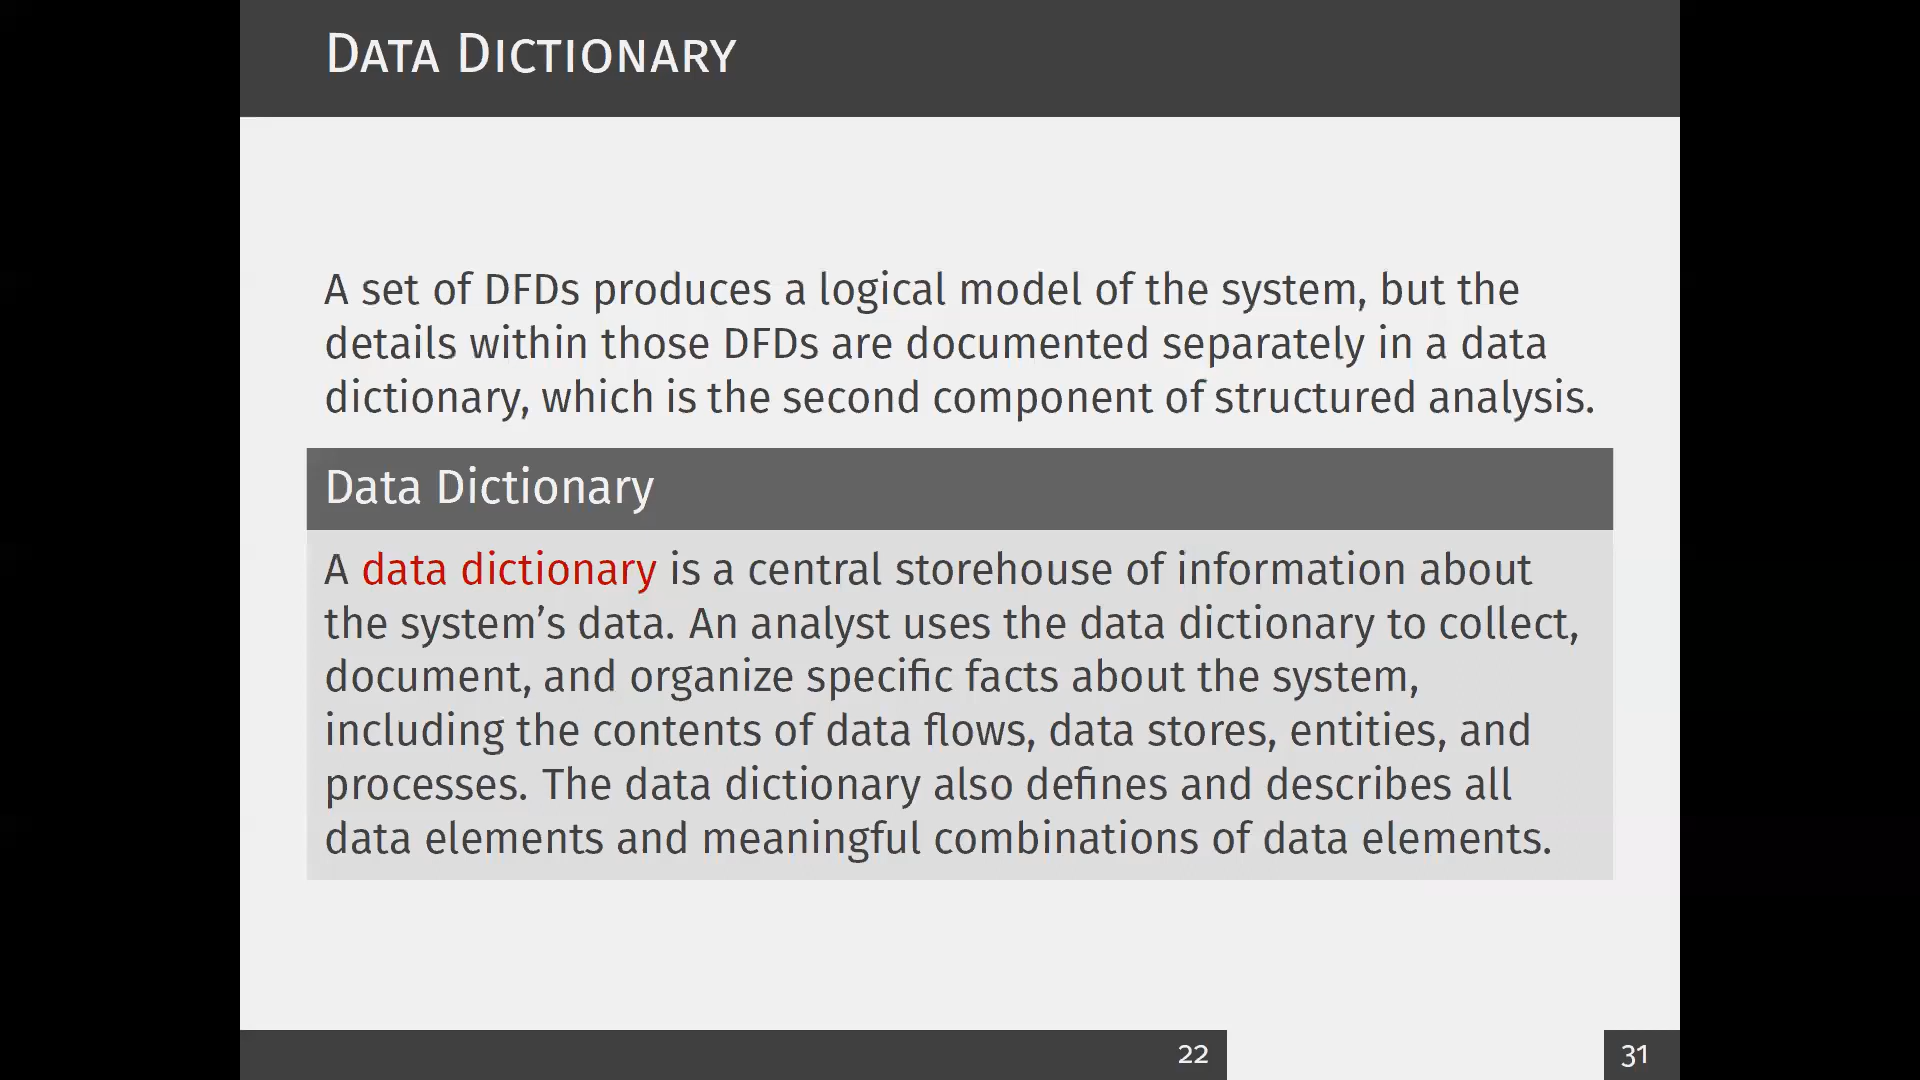 DATA DICTIONARY
A set of DFDs produces a logical model of the system, but the
details within those DFDs are documented separately in a data
dictionary, which is the second component of structured analysis.
Data Dictionary
A data dictionary is a central storehouse of information about
the system’s data. An analyst uses the data dictionary to collect,
document, and organize specific facts about the system,
including the contents of data flows, data stores, entities, and
processes. The data dictionary also defines and describes all
data elements and meaningful combinations of data elements.
22
31